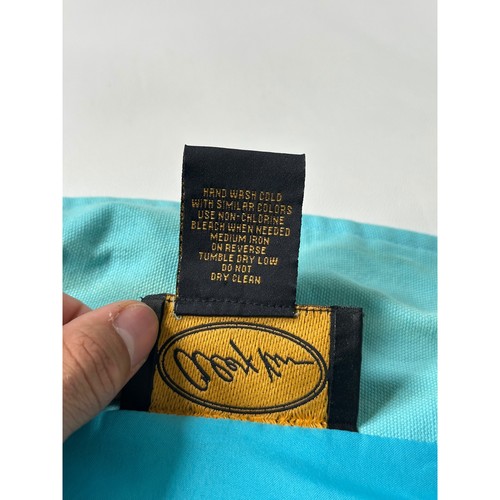 HAND WASH COLD
WITH SIMILAR COLORS
USE NON-CHLORINE
BLEACH WHEN NEEDED
MEDIUM IRON
ON REVERSE
TUMBLE DRY LOW
DO NOT
DRY CLEAN